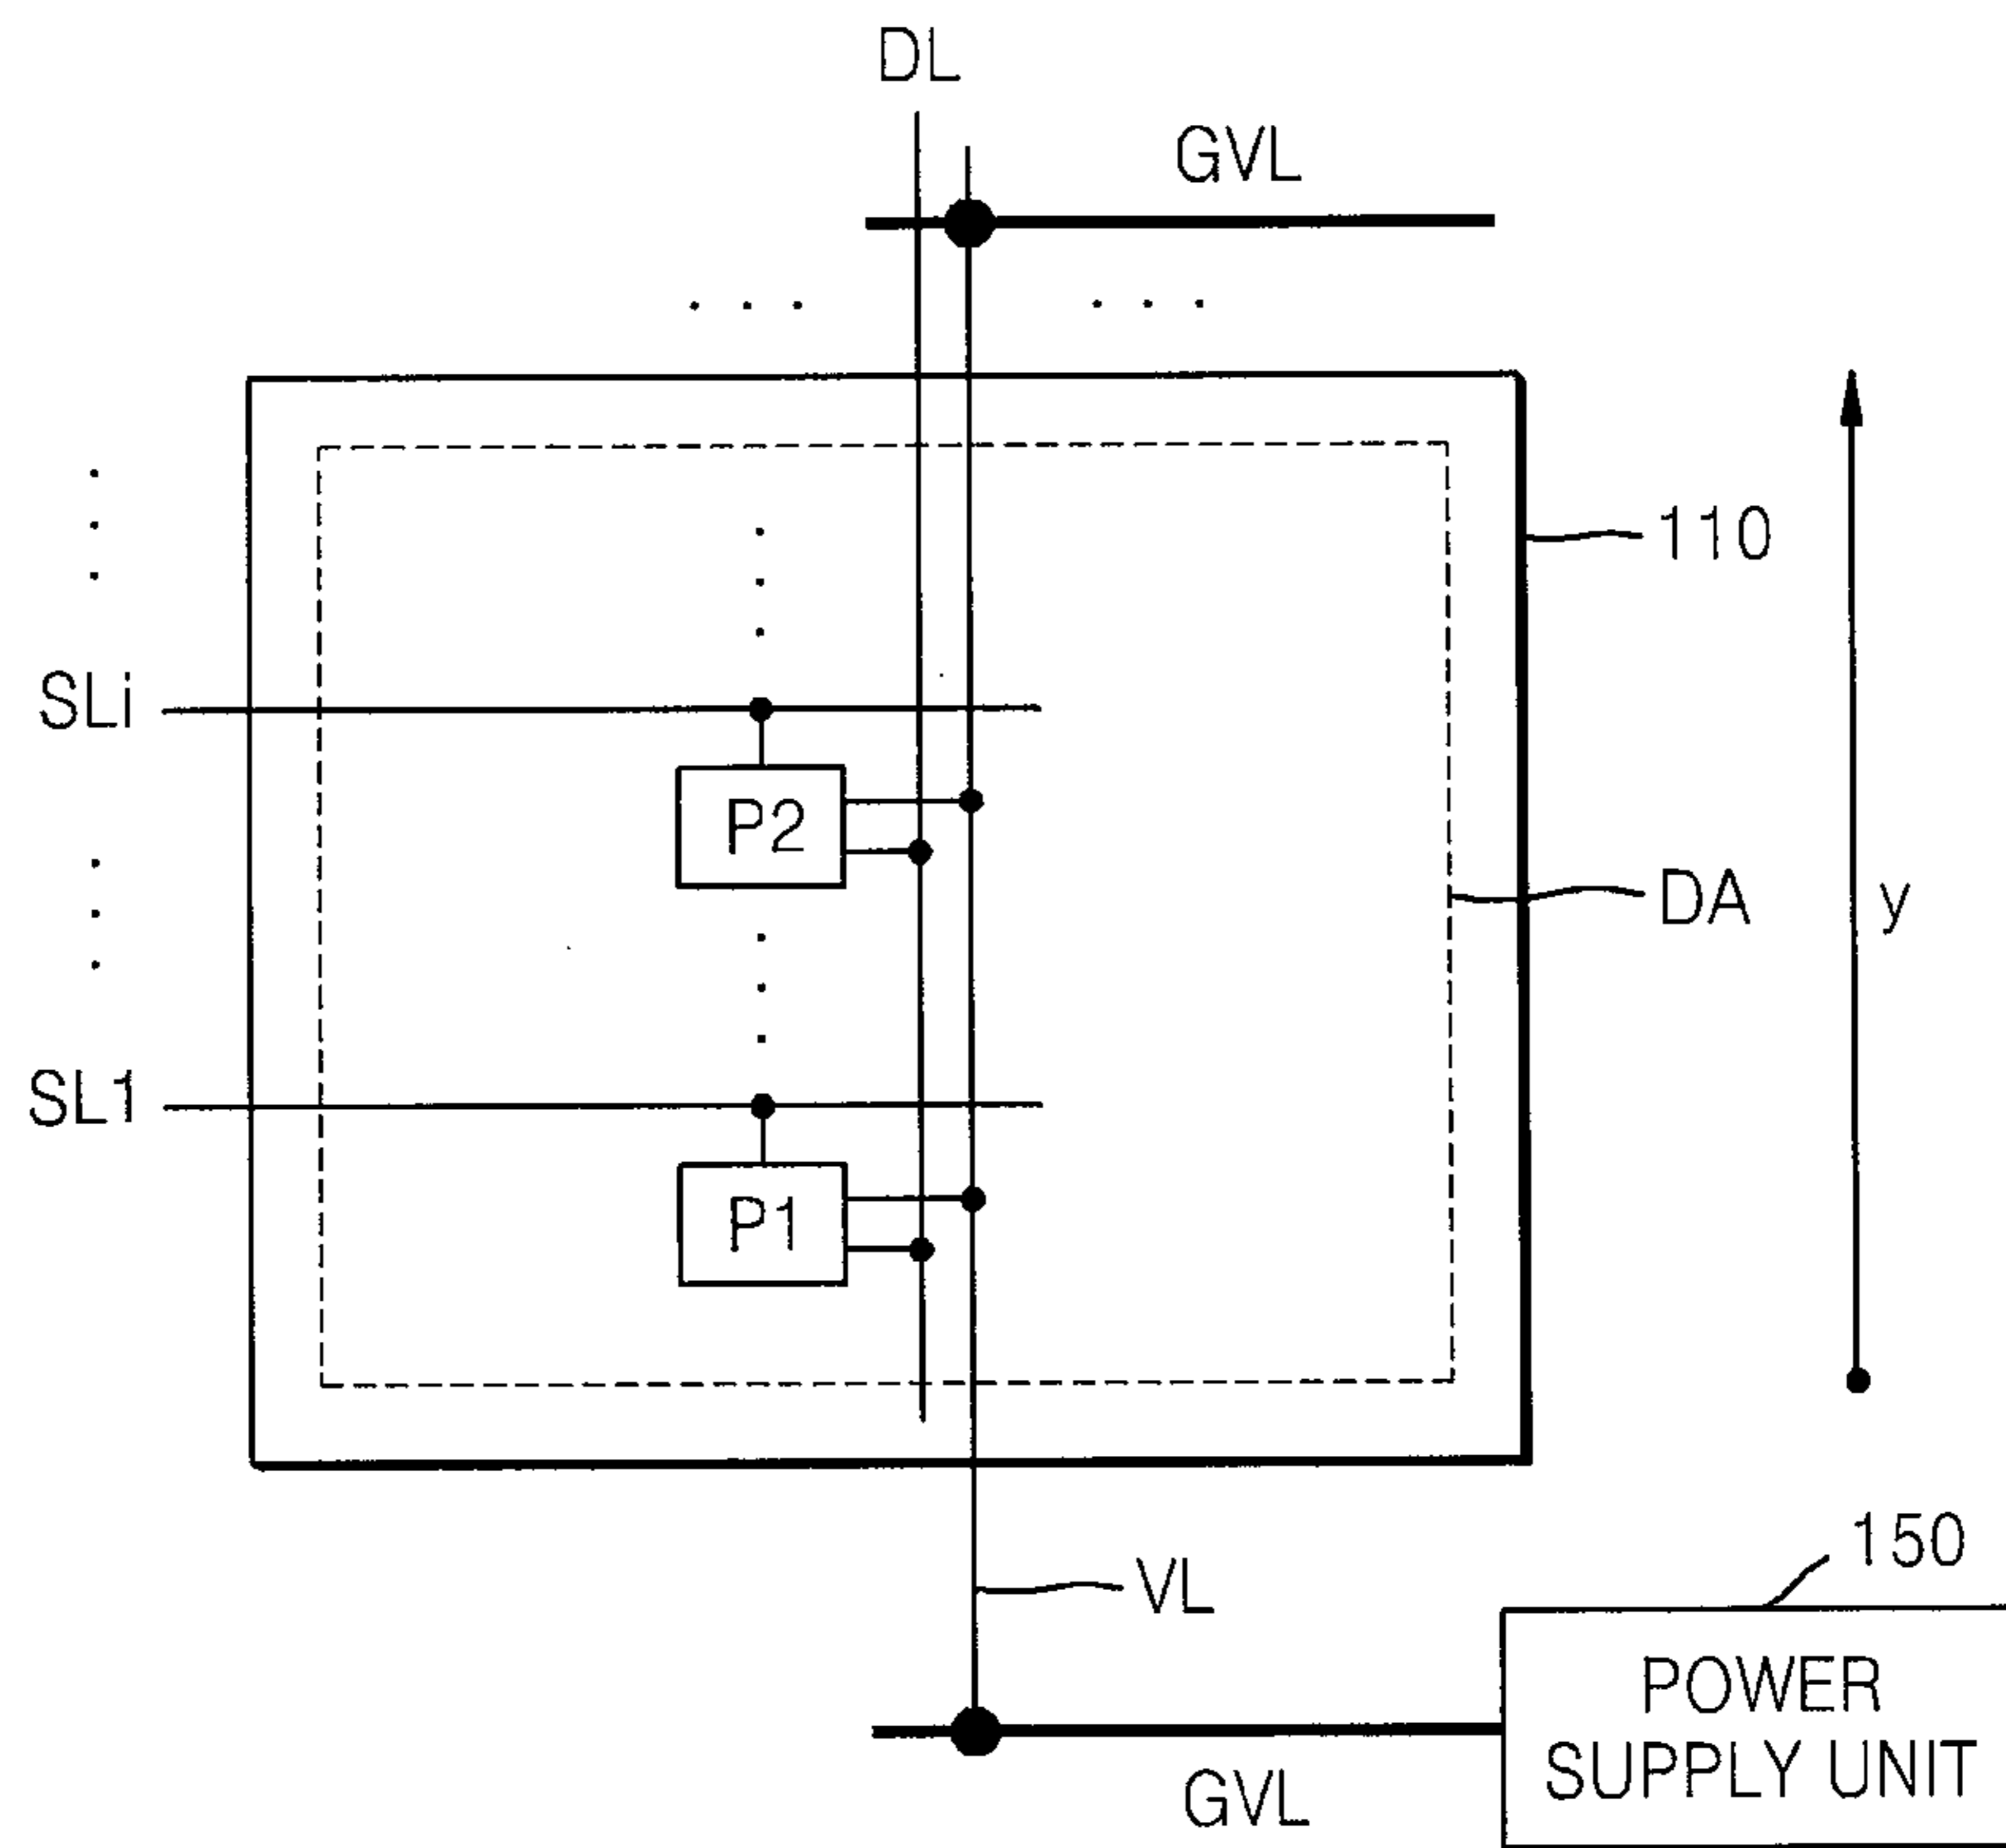 DL
GVL
110
SLi
P2
DA
y
SL1
P1
150
VL
POWER
SUPPLY UNIT
GVL